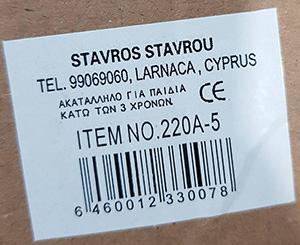 STAVROS STAVROU
TEL. 99069060, LARNACA , CYPRUS
ΑΚΑΤΑΛΛΗΛΟ ΓΙΑ ΠΑΙΔΙΑ
ΚΑΤΩ ΤΩΝ 3 ΧΡΟΝΩΝ.
CE
ITEM NO.:220A-5
6 460012 330078